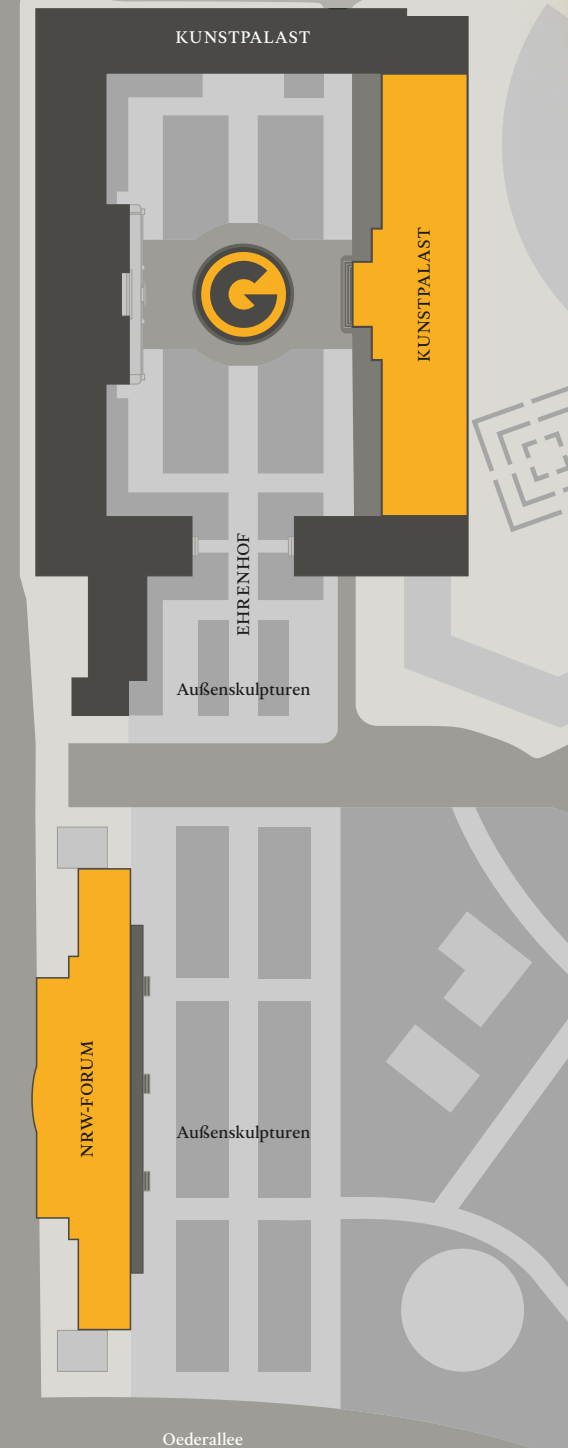 KUNSTPALAST
KUNSTPALAST
G
EHRENHOF
Außenskulpturen
NRW-FORUM
Außenskulpturen
Oederallee